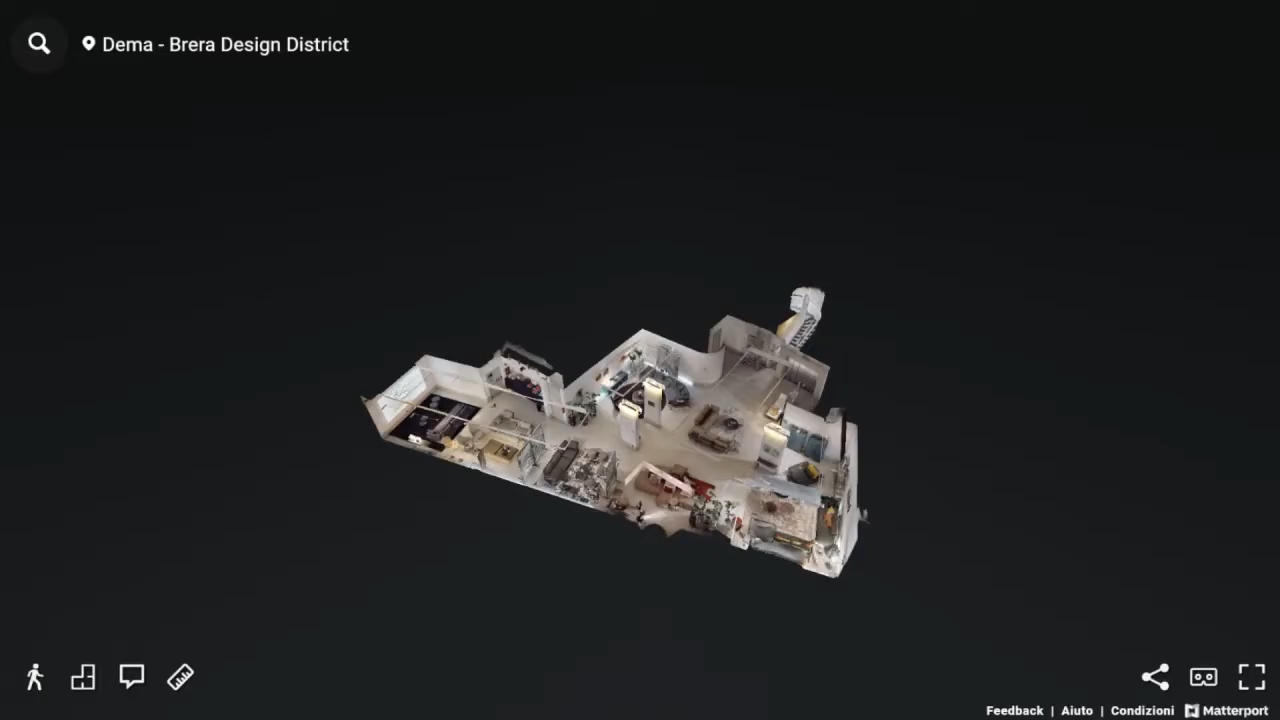 Dema - Brera Design District
Feedback | Aiuto | Condizioni Matterport